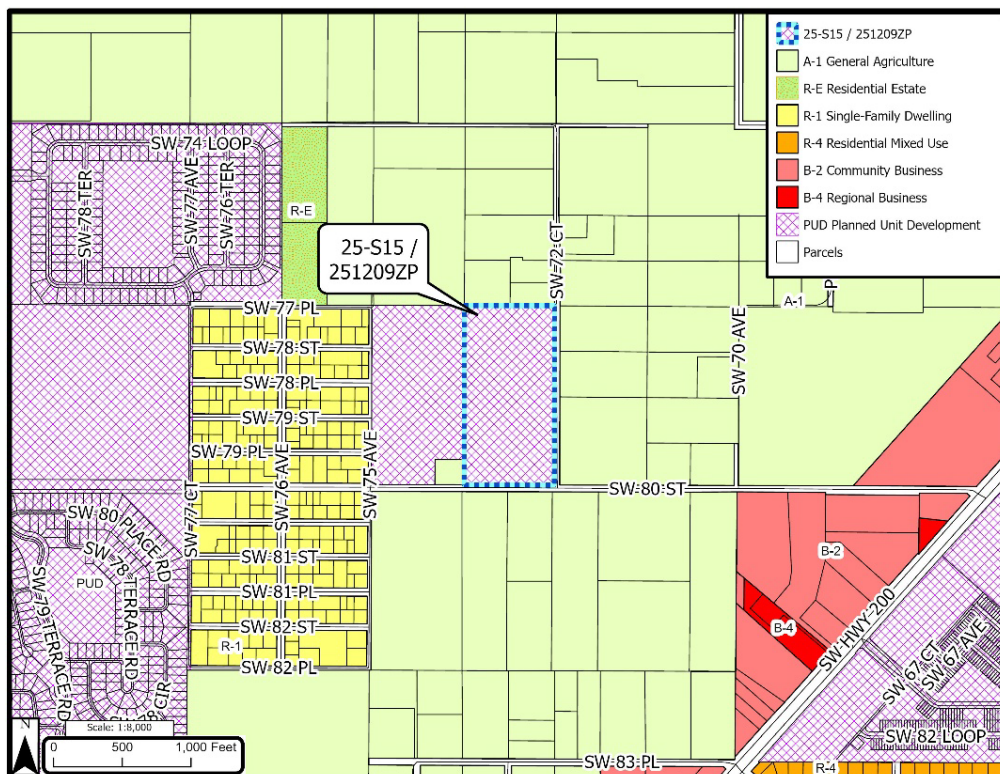 25-S15 / 251209ZP
A-1 General Agriculture
R-E Residential Estate
R-1 Single-Family Dwelling
R-4 Residential Mixed Use
B-2 Community Business
B-4 Regional Business
PUD Planned Unit Development
Parcels
SW 74 LOOP
SW 78 TER
SW 77 AVE
SW 76 TER
R-E
25-S15 /
251209ZP
SW 72 CT
A-1
P
SW 77 PL
SW 78 ST
SW 78 PL
SW 79 ST
SW 79 PL
SW 76 AVE
SW 75 AVE
SW 70 AVE
SW 77 CT
SW 80 ST
SW 80 PLACE RD
SW 78 TERRACE RD
PUD
SW 79 TERRACE RD
SW 81 ST
SW 81 PL
SW 82 ST
R-1
SW 82 PL
B-2
B-4
SW HWY 200
SW 67 CT
SW 67 AVE
SW 82 LOOP
SW 83 PL
R-4
N
Scale: 1:8,000
0 500 1,000 Feet